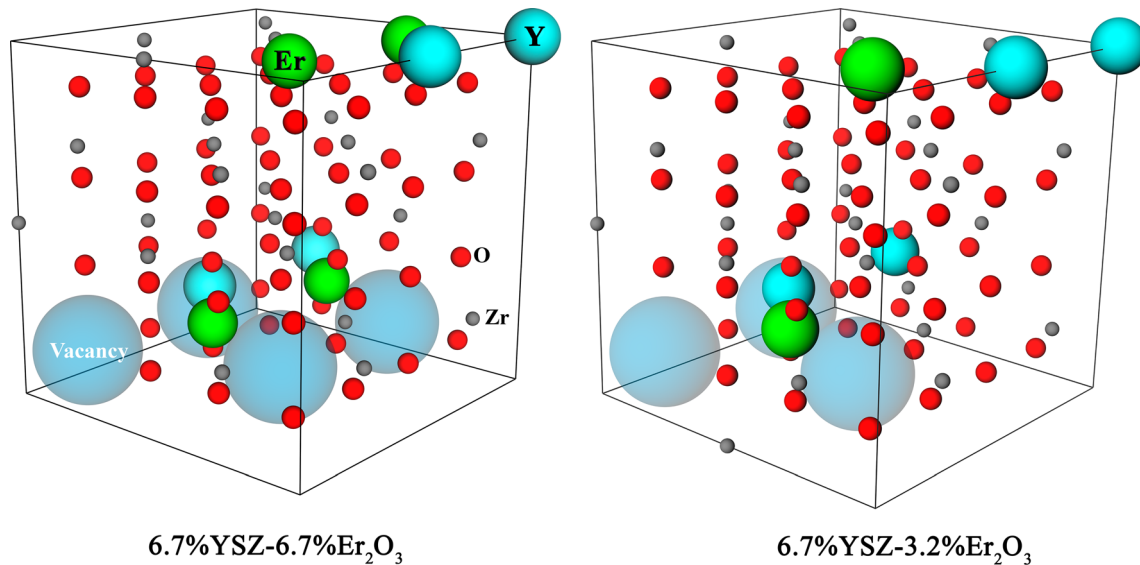 Er
Y
O
Zr
Vacancy
6.7%YSZ-6.7%Er₂O₃
6.7%YSZ-3.2%Er₂O₃